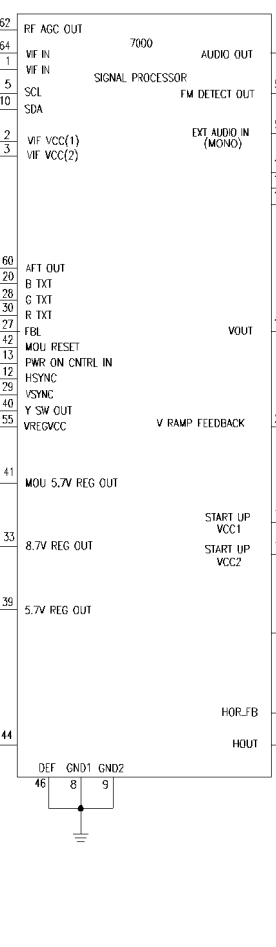 62 RF AGC OUT
7000
64 VIF IN
AUDIO OUT
1 VIF IN
SIGNAL PROCESSOR
5 SCL
FM DETECT OUT
10 SDA
2 VIF VCC(1)
EXT AUDIO IN
(MONO)
3 VIF VCC(2)
60 AFT OUT
20 B TXT
28 G TXT
30 R TXT
27 FBL
VOUT
42 MOU RESET
13 PWR ON CNTRL IN
12 HSYNC
29 VSYNC
40 Y SW OUT
55 VREGVCC
V RAMP FEEDBACK
41 MOU 5.7V REG OUT
START UP
VCC1
33 8.7V REG OUT
START UP
VCC2
39 5.7V REG OUT
HOR_FB
44
HOUT
DEF GND1 GND2
46 8 9